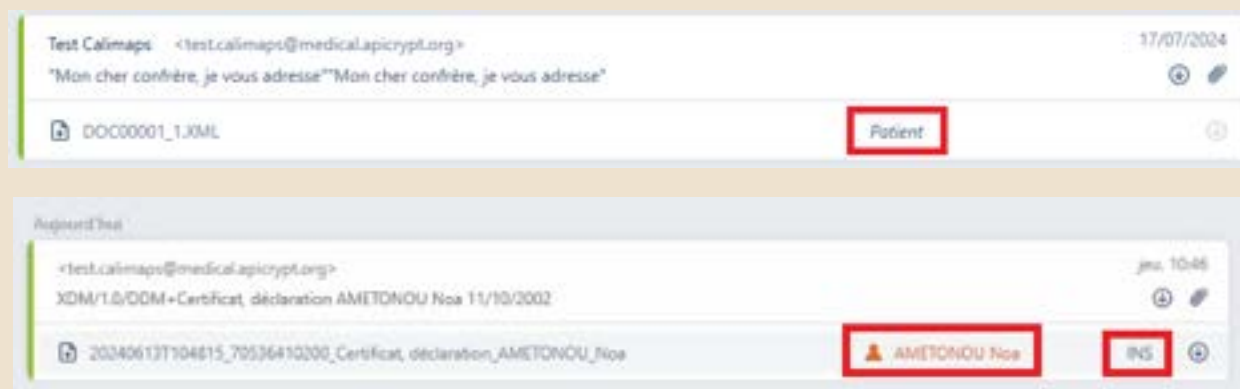 Test Calimaps <test.calimaps@medical.apicrypt.org> 17/07/2024
"Mon cher confrère, je vous adresse""Mon cher confrère, je vous adresse"
DOC00001_1.XML Patient
Aujourd'hui
<test.calimaps@medical.apicrypt.org> jeu. 10:46
XDM/1.0/DDM+Certificat, déclaration AMETONOU Noa 11/10/2002
20240613T104815_70536410200_Certificat, déclaration_AMETONOU_Noa AMETONOU Noa INS